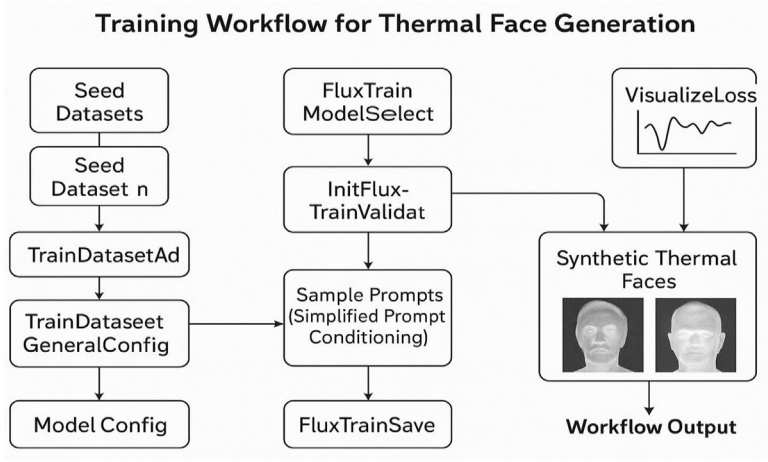 Training Workflow for Thermal Face Generation
Seed
Datasets
Seed
Dataset n
TrainDatasetAd
TrainDataseet
GeneralConfig
Model Config
FluxTrain
ModelSelect
InitFlux-
TrainValidat
Sample Prompts
(Simplified Prompt
Conditioning)
FluxTrainSave
VisualizeLoss
Synthetic Thermal
Faces
Workflow Output